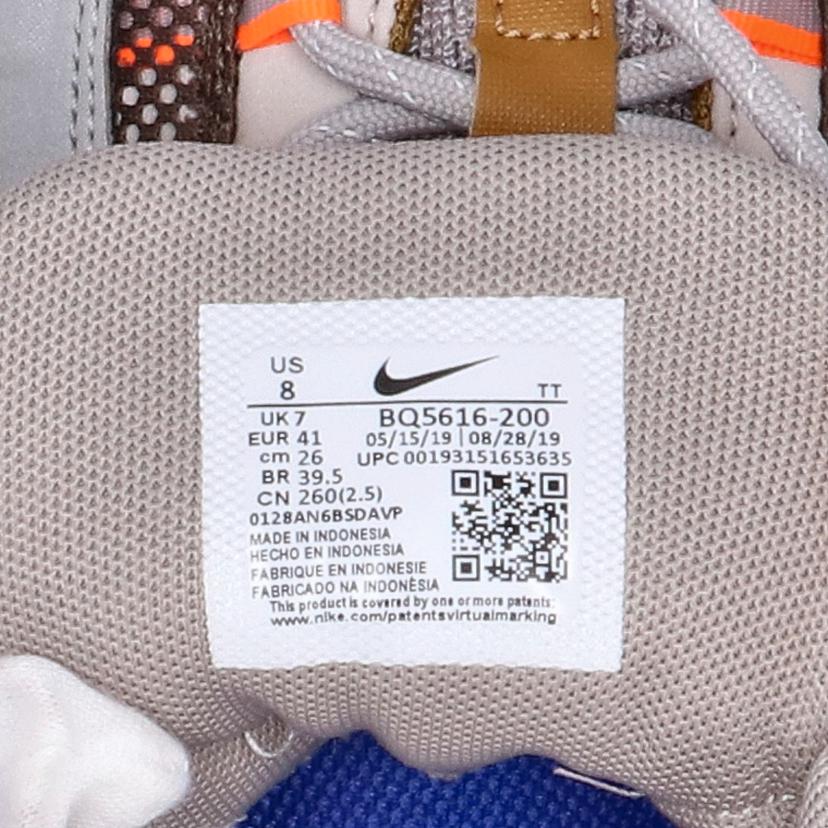 US
8
TT
UK 7 BQ5616-200
EUR 41 05/15/19 | 08/28/19
cm 26 UPC 00193151653635
BR 39.5
CN 260(2.5)
0128AN6BSDAVP
MADE IN INDONESIA
HECHO EN INDONESIA
FABRIQUE EN INDONESIE
FABRICADO NA INDONÈSIA
This product is covered by one or more patents:
www.nike.com/patentsvirtualmarking